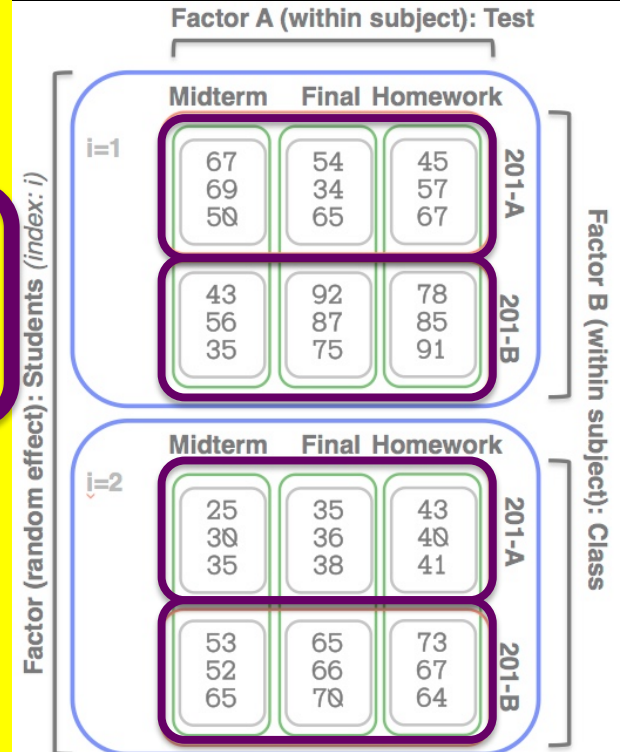 Factor A (within subject): Test
Factor (random effect): Students (index: i)
Midterm Final Homework
i=1
67 54 45
69 34 57
50 65 67
201-A
43 92 78
56 87 85
35 75 91
201-B
Factor B (within subject): Class
Midterm Final Homework
i=2
25 35 43
30 36 40
35 38 41
201-A
53 65 73
52 66 67
65 70 64
201-B